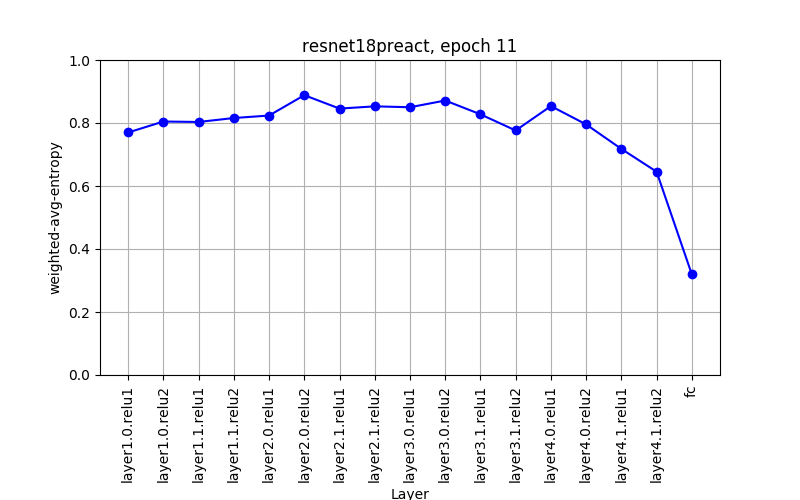 resnet18preact, epoch 11
1.0
0.8
0.6
0.4
0.2
0.0
weighted-avg-entropy
layer1.0.relu1
layer1.0.relu2
layer1.1.relu1
layer1.1.relu2
layer2.0.relu1
layer2.0.relu2
layer2.1.relu1
layer2.1.relu2
layer3.0.relu1
layer3.0.relu2
layer3.1.relu1
layer3.1.relu2
layer4.0.relu1
layer4.0.relu2
layer4.1.relu1
layer4.1.relu2
fc
Layer